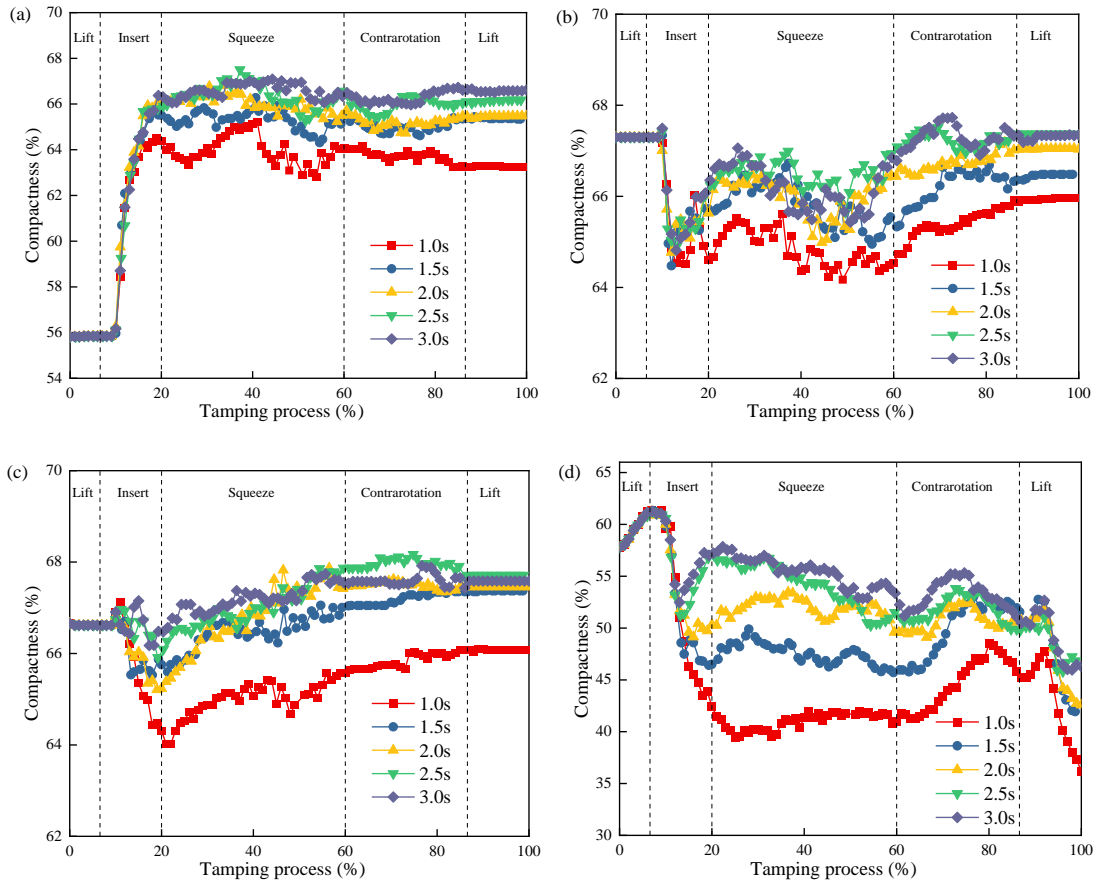 (a)
70
68
66
64
62
60
58
56
54
Compactness (%)
Lift Insert Squeeze Contrarotation Lift
1.0s
1.5s
2.0s
2.5s
3.0s
0 20 40 60 80 100
Tamping process (%)
(b)
70
68
66
64
62
Compactness (%)
Lift Insert Squeeze Contrarotation Lift
1.0s
1.5s
2.0s
2.5s
3.0s
0 20 40 60 80 100
Tamping process (%)
(c)
70
68
66
64
62
Compactness (%)
Lift Insert Squeeze Contrarotation Lift
1.0s
1.5s
2.0s
2.5s
3.0s
0 20 40 60 80 100
Tamping process (%)
(d)
65
60
55
50
45
40
35
30
Compactness (%)
Lift Insert Squeeze Contrarotation Lift
1.0s
1.5s
2.0s
2.5s
3.0s
0 20 40 60 80 100
Tamping process (%)